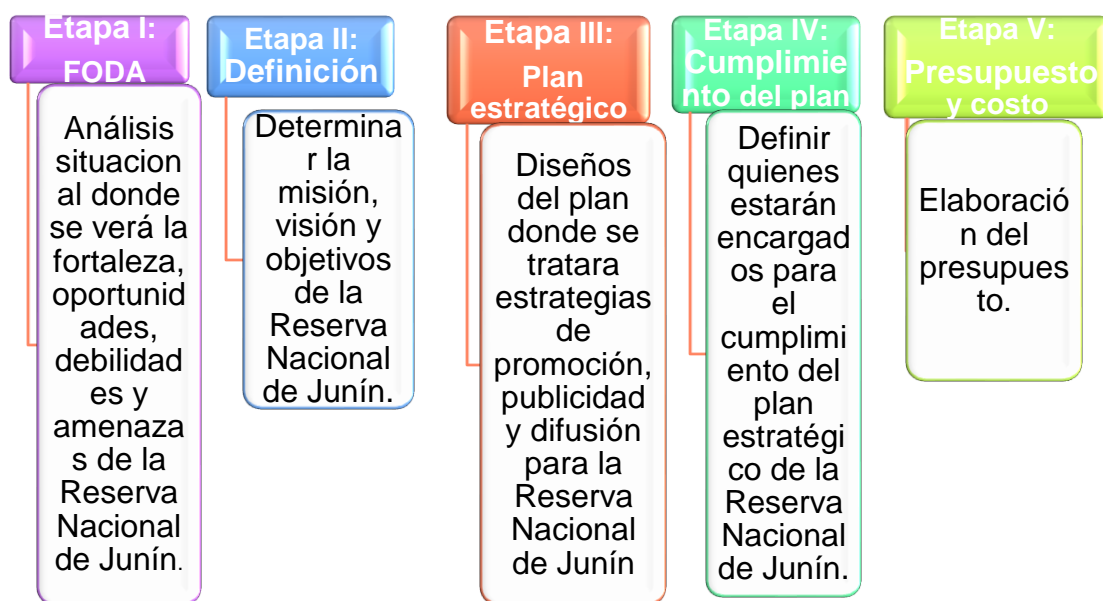 Etapa I:
FODA
Análisis
situacion
al donde
se verá la
fortaleza,
oportunid
ades,
debilidad
es y
amenaza
s de la
Reserva
Nacional
de Junín.
Etapa II:
Definición
Determina
r la
misión,
visión y
objetivos
de la
Reserva
Nacional
de Junín.
Etapa III:
Plan
estratégico
Diseños
del plan
donde se
tratara
estrategias
de
promoción,
publicidad
y difusión
para la
Reserva
Nacional
de Junín
Etapa IV:
Cumplimie
nto del plan
Definir
quienes
estarán
encargad
os para
el
cumplimi
ento del
plan
estratégi
co de la
Reserva
Nacional
de Junín.
Etapa V:
Presupuesto
y costo
Elaboració
n del
presupues
to.